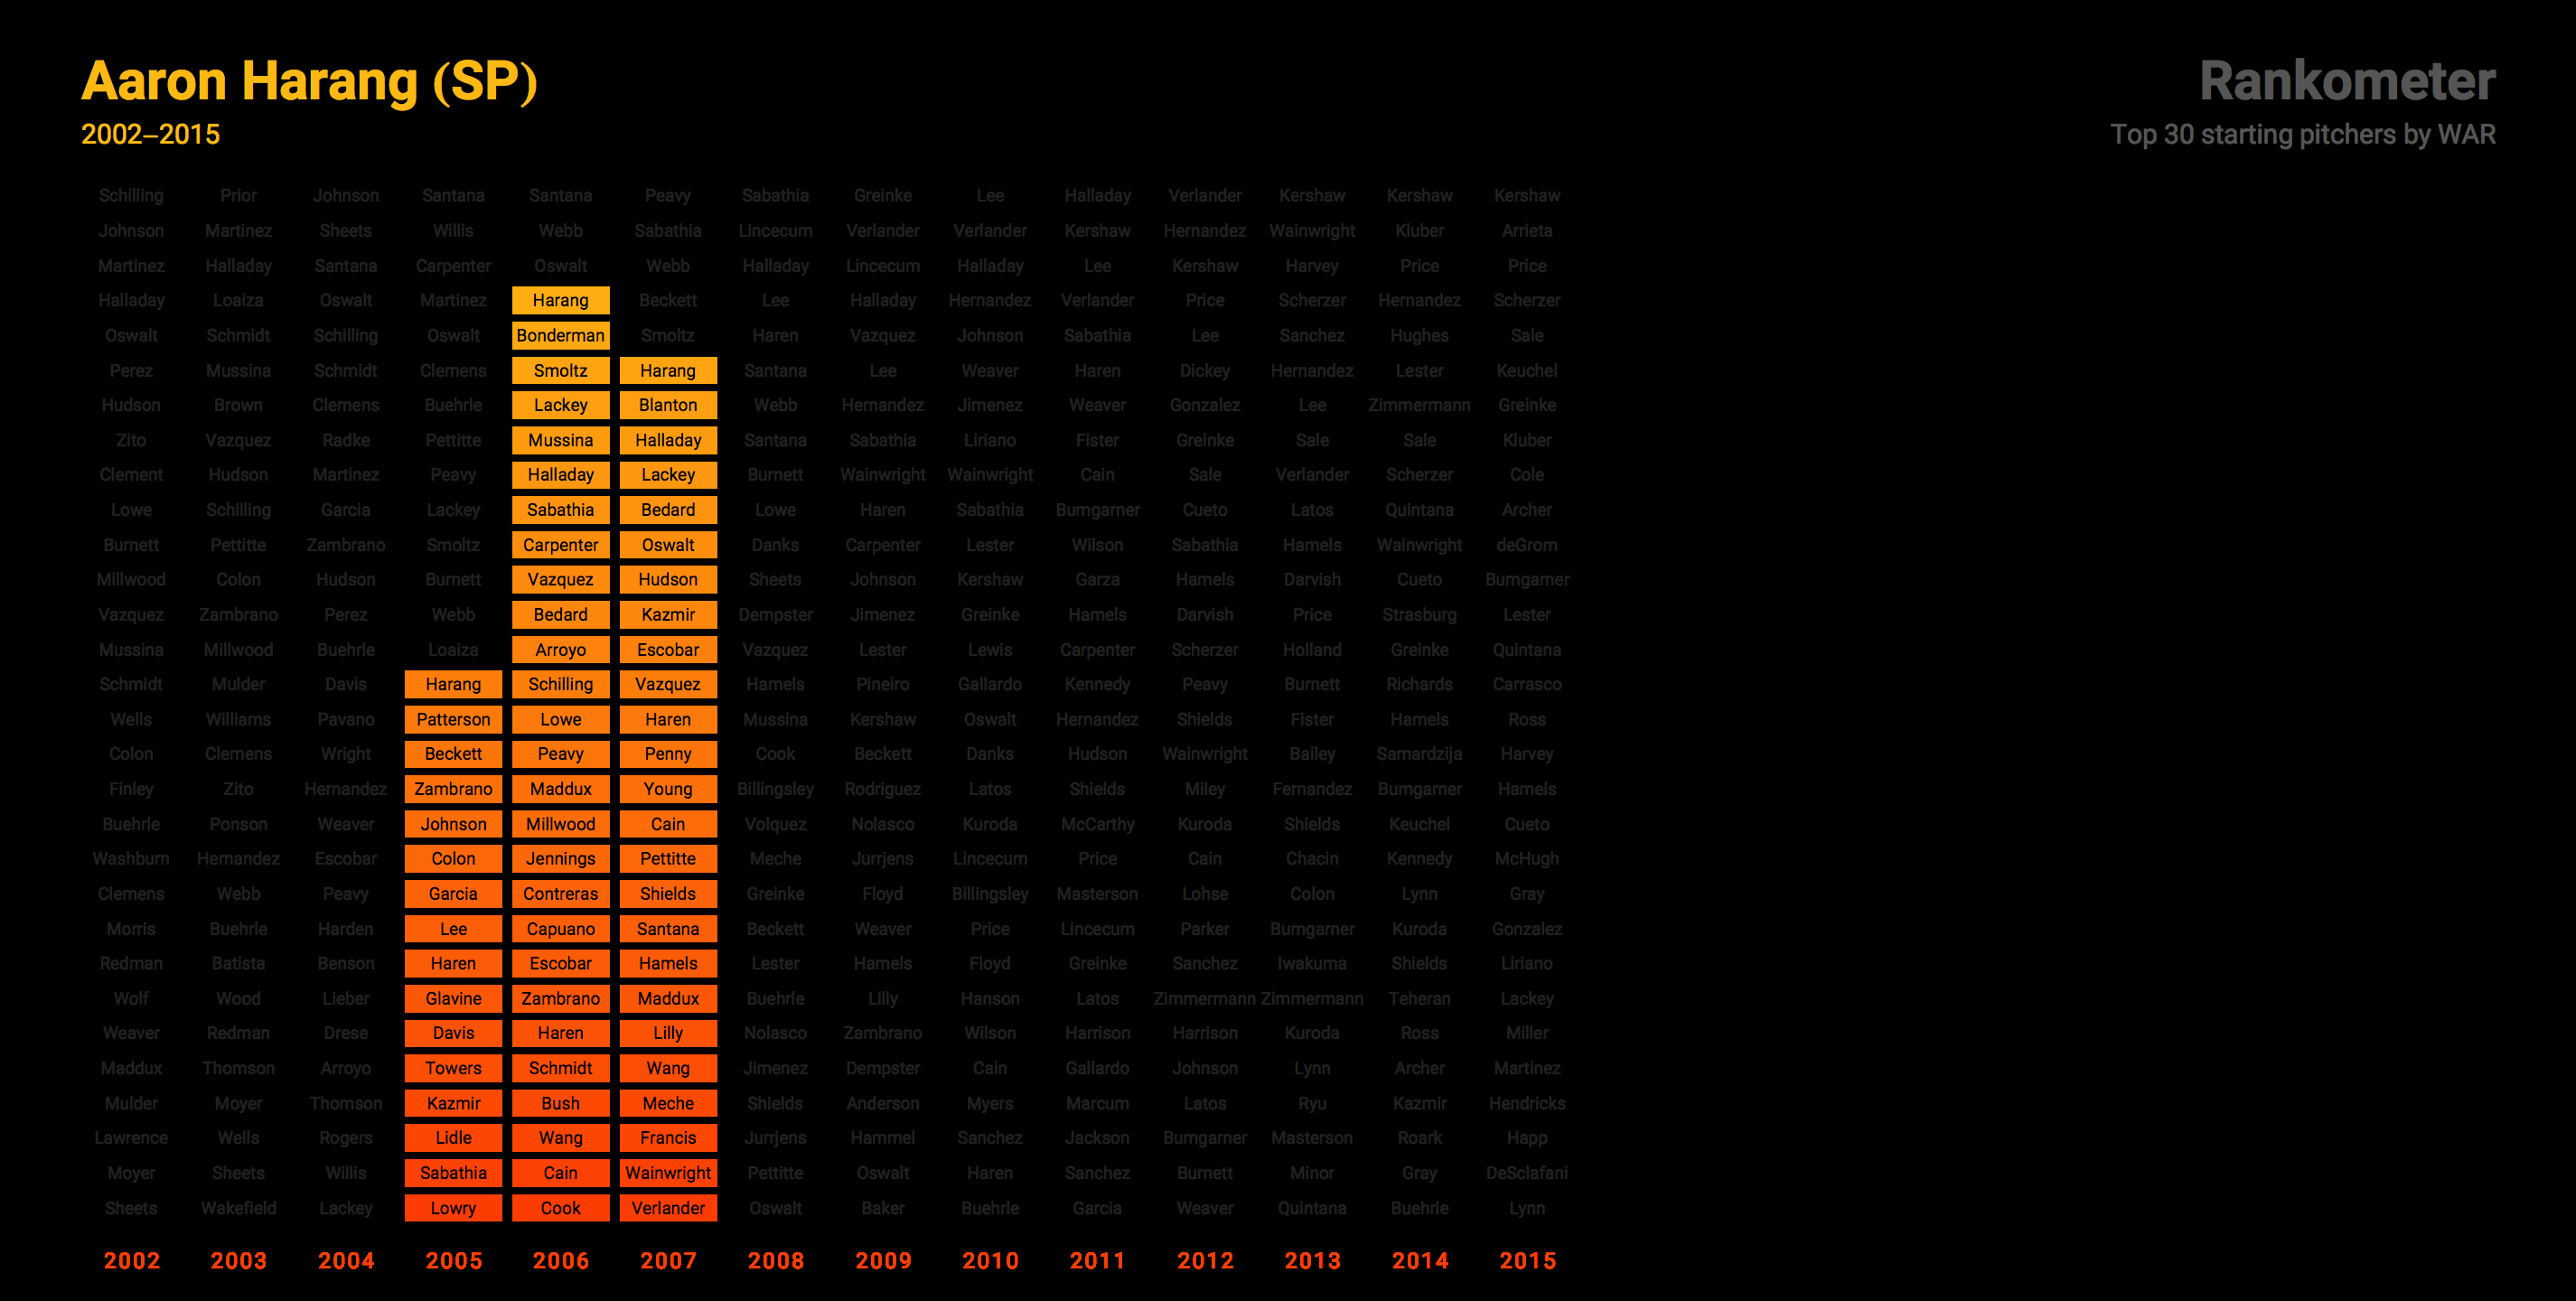 Aaron Harang (SP)
2002–2015
Rankometer
Top 30 starting pitchers by WAR
Schilling Prior Johnson Santana Santana Peavy Sabathia Greinke Lee Halladay Verlander Kershaw Kershaw Kershaw
Johnson Martinez Sheets Willis Webb Sabathia Lincecum Verlander Verlander Kershaw Hernandez Wainwright Kluber Arrieta
Martinez Halladay Santana Carpenter Oswalt Webb Halladay Lincecum Halladay Lee Kershaw Harvey Price Price
Halladay Loaiza Oswalt Martinez Harang Beckett Lee Halladay Hernandez Verlander Price Scherzer Hernandez Scherzer
Oswalt Schmidt Schilling Oswalt Bonderman Smoltz Haren Vazquez Johnson Sabathia Lee Sanchez Hughes Sale
Perez Mussina Schmidt Clemens Smoltz Harang Santana Lee Weaver Haren Dickey Hernandez Lester Keuchel
Hudson Brown Clemens Buehrle Lackey Blanton Webb Hernandez Jimenez Weaver Gonzalez Lee Zimmermann Greinke
Zito Vazquez Radke Pettitte Mussina Halladay Santana Sabathia Liriano Fister Greinke Sale Sale Kluber
Clement Hudson Martinez Peavy Halladay Lackey Burnett Wainwright Wainwright Cain Sale Verlander Scherzer Cole
Lowe Schilling Garcia Lackey Sabathia Bedard Lowe Haren Sabathia Bumgarner Cueto Latos Quintana Archer
Burnett Pettitte Zambrano Smoltz Carpenter Oswalt Danks Carpenter Lester Wilson Sabathia Hamels Wainwright deGrom
Millwood Colon Hudson Burnett Vazquez Hudson Sheets Johnson Kershaw Garza Hamels Darvish Cueto Bumgarner
Vazquez Zambrano Perez Webb Bedard Kazmir Dempster Jimenez Greinke Hamels Darvish Price Strasburg Lester
Mussina Millwood Buehrle Loaiza Arroyo Escobar Vazquez Lester Lewis Carpenter Scherzer Holland Greinke Quintana
Schmidt Mulder Davis Harang Schilling Vazquez Hamels Pineiro Gallardo Kennedy Peavy Burnett Richards Carrasco
Wells Williams Pavano Patterson Lowe Haren Mussina Kershaw Oswalt Hernandez Shields Fister Hamels Ross
Colon Clemens Wright Beckett Peavy Penny Cook Beckett Danks Hudson Wainwright Bailey Samardzija Harvey
Finley Zito Hernandez Zambrano Maddux Young Billingsley Rodriguez Latos Shields Miley Fernandez Bumgarner Hamels
Buehrle Ponson Weaver Johnson Millwood Cain Volquez Nolasco Kuroda McCarthy Kuroda Shields Keuchel Cueto
Washburn Hernandez Escobar Colon Jennings Pettitte Meche Jurrjens Lincecum Price Cain Chacin Kennedy McHugh
Clemens Webb Peavy Garcia Contreras Shields Greinke Floyd Billingsley Masterson Lohse Colon Lynn Gray
Morris Buehrle Harden Lee Capuano Santana Beckett Weaver Price Lincecum Parker Bumgarner Kuroda Gonzalez
Redman Batista Benson Haren Escobar Hamels Lester Hamels Floyd Greinke Sanchez Iwakuma Shields Liriano
Wolf Wood Lieber Glavine Zambrano Maddux Buehrle Lilly Hanson Latos Zimmermann Zimmermann Teheran Lackey
Weaver Redman Drese Davis Haren Lilly Nolasco Zambrano Wilson Harrison Harrison Kuroda Ross Miller
Maddux Thomson Arroyo Towers Schmidt Wang Jimenez Dempster Cain Gallardo Johnson Lynn Archer Martinez
Mulder Moyer Thomson Kazmir Bush Meche Shields Anderson Myers Marcum Latos Ryu Kazmir Hendricks
Lawrence Wells Rogers Lidle Wang Francis Jurrjens Hammel Sanchez Jackson Bumgarner Masterson Roark Happ
Moyer Sheets Willis Sabathia Cain Wainwright Pettitte Oswalt Haren Sanchez Burnett Minor Gray DeSclafani
Sheets Wakefield Lackey Lowry Cook Verlander Oswalt Baker Buehrle Garcia Weaver Quintana Buehrle Lynn
2002 2003 2004 2005 2006 2007 2008 2009 2010 2011 2012 2013 2014 2015